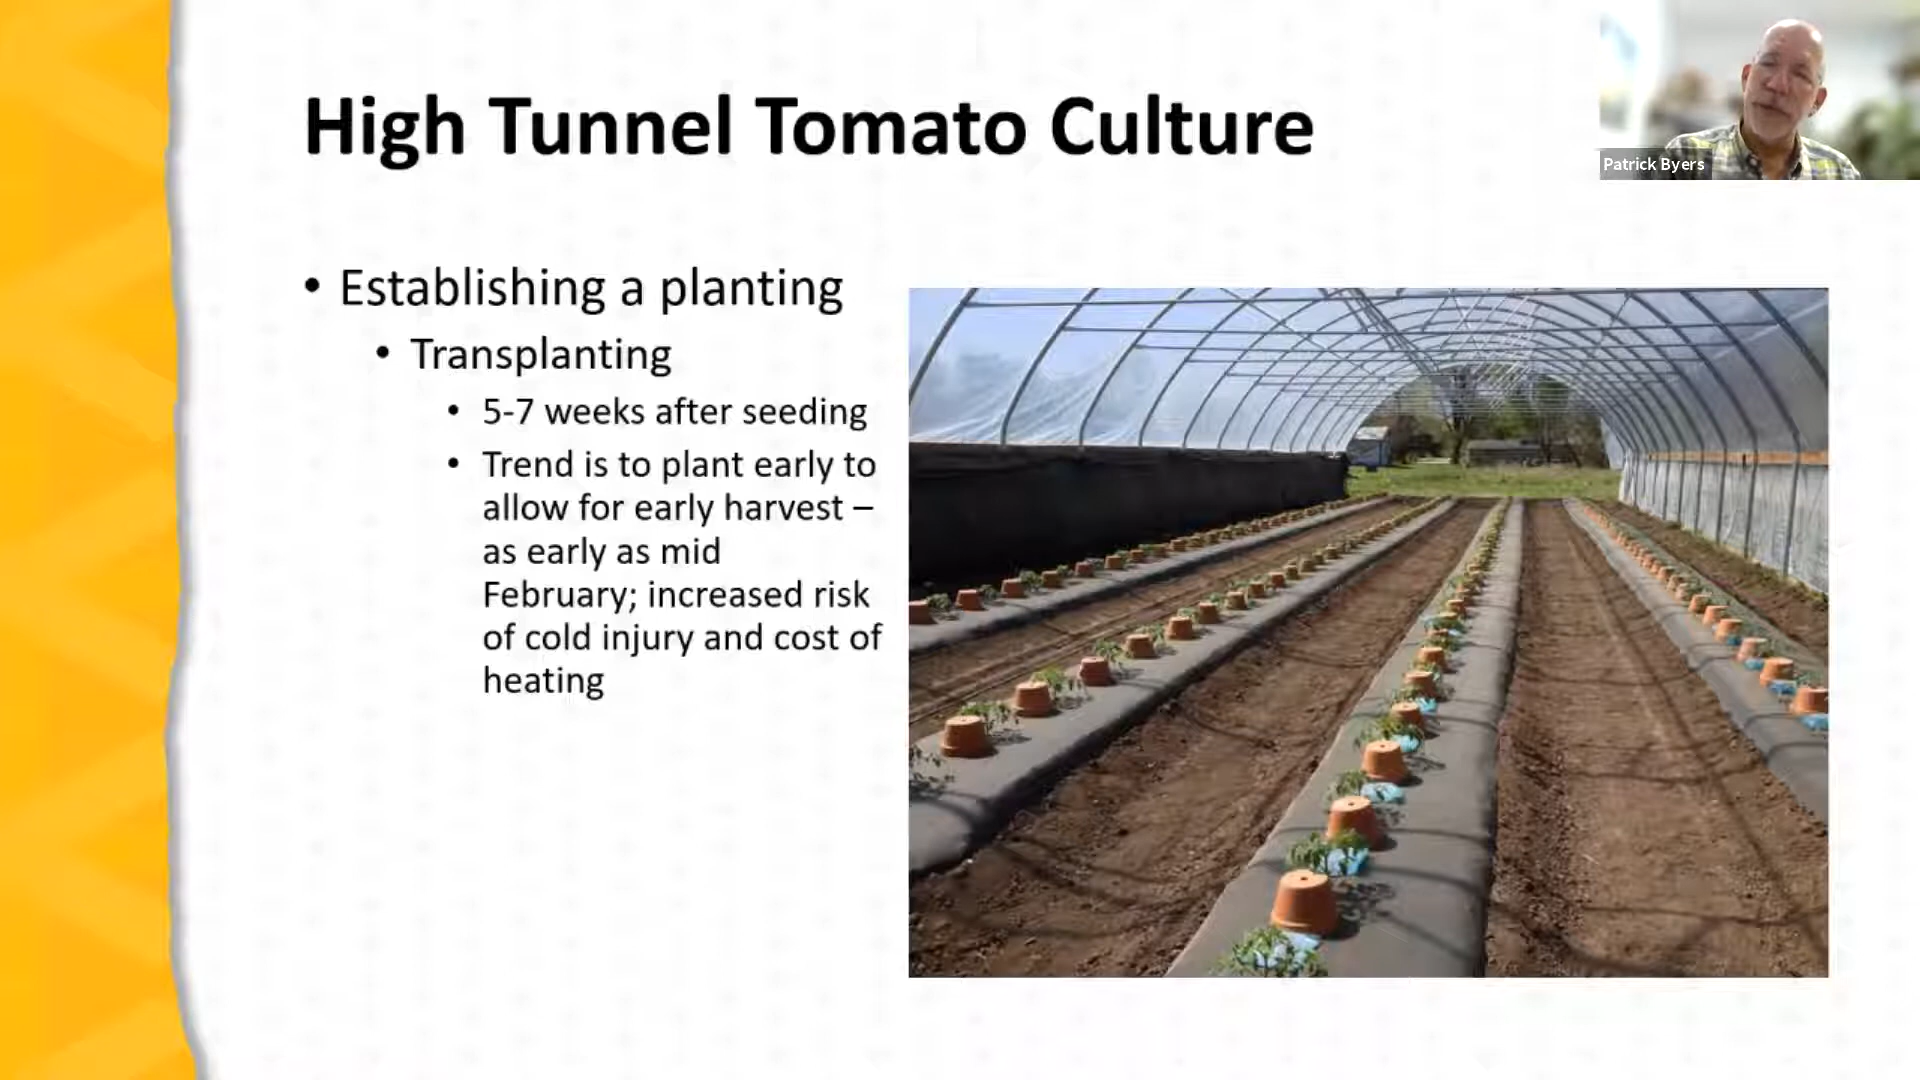 High Tunnel Tomato Culture
Patrick Byers
• Establishing a planting
• Transplanting
• 5-7 weeks after seeding
• Trend is to plant early to
allow for early harvest –
as early as mid
February; increased risk
of cold injury and cost of
heating